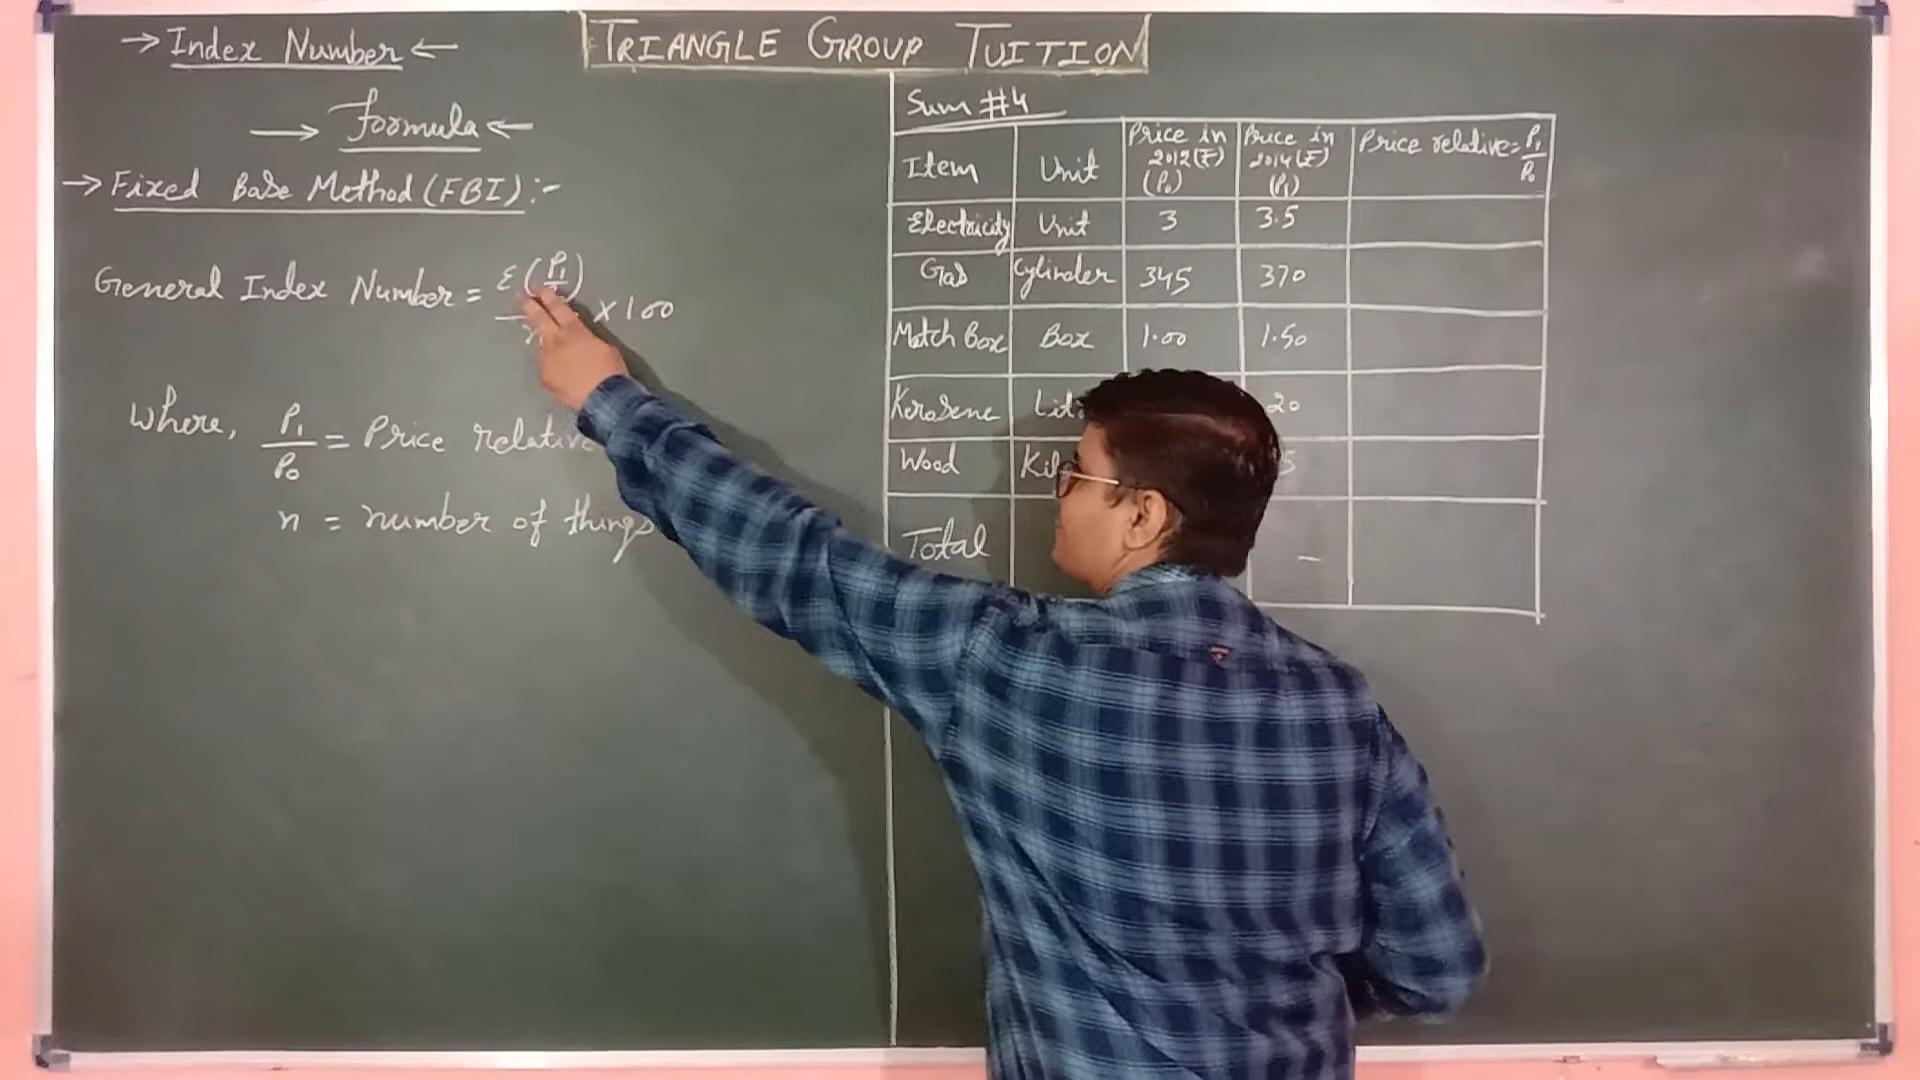 → Index Number ←
TRIANGLE GROUP TUITION
→ Formula ←
→ Fixed Base Method (FBI) :-
General Index Number = Σ(P₁ × 100
where, P₁/P₀ = Price relative
n = number of things
Sum #4
Item Unit Price in 2012(₹) (P₀) Price in 2014(₹) (P₁) Price relative = P₁/P₀
Electricity Unit 3 3.5
Gas Cylinder 345 370
Match Box Box 1.00 1.50
Kerosene 20
Wood 5
Total –